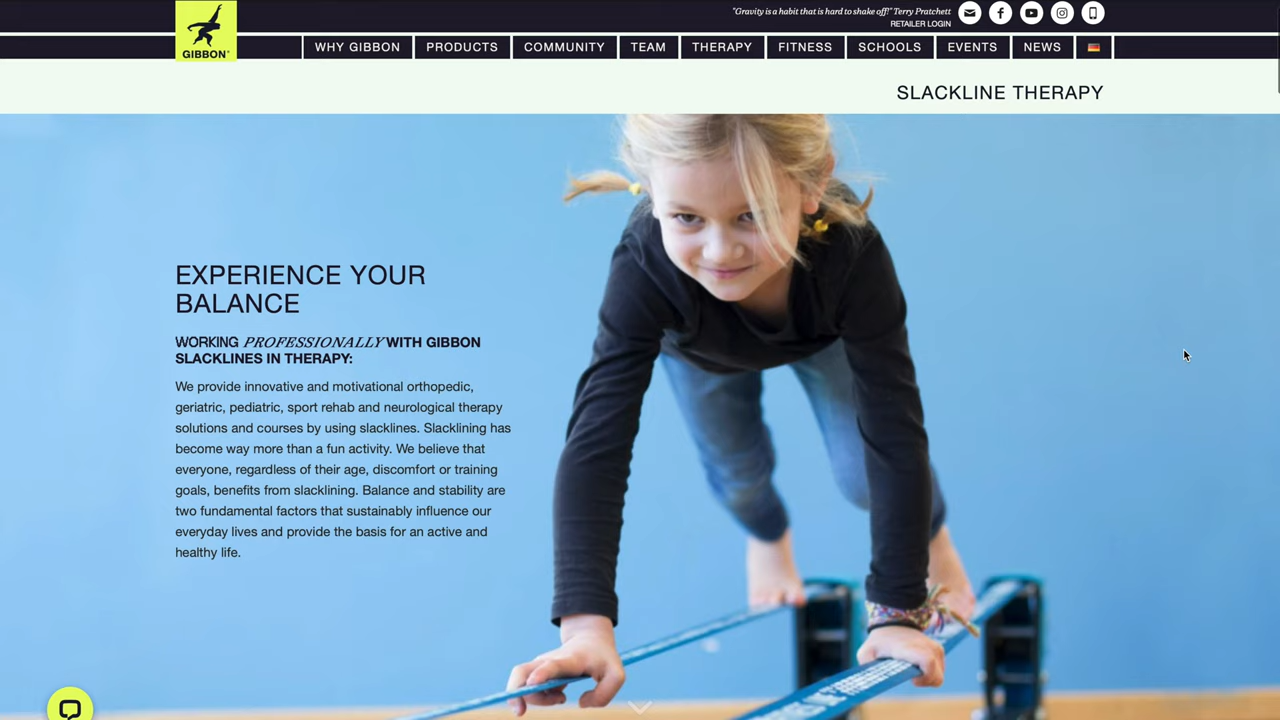 "Gravity is a habit that is hard to shake off!" Terry Pratchett
RETAILER LOGIN
GIBBON®
WHY GIBBON PRODUCTS COMMUNITY TEAM THERAPY FITNESS SCHOOLS EVENTS NEWS
SLACKLINE THERAPY
EXPERIENCE YOUR
BALANCE
WORKING PROFESSIONALLY WITH GIBBON
SLACKLINES IN THERAPY:
We provide innovative and motivational orthopedic,
geriatric, pediatric, sport rehab and neurological therapy
solutions and courses by using slacklines. Slacklining has
become way more than a fun activity. We believe that
everyone, regardless of their age, discomfort or training
goals, benefits from slacklining. Balance and stability are
two fundamental factors that sustainably influence our
everyday lives and provide the basis for an active and
healthy life.